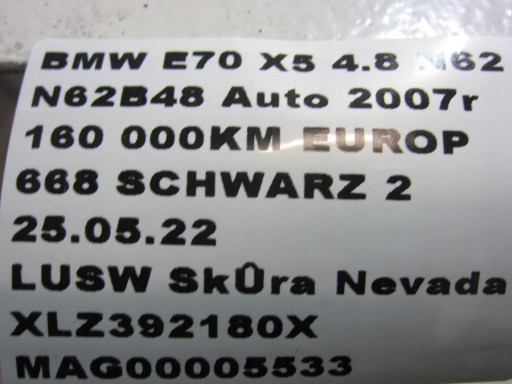 BMW E70 X5 4.8 N62
N62B48 Auto 2007r
160 000KM EUROP
668 SCHWARZ 2
25.05.22
LUSW SkÛra Nevada
XLZ392180X
MAG00005533